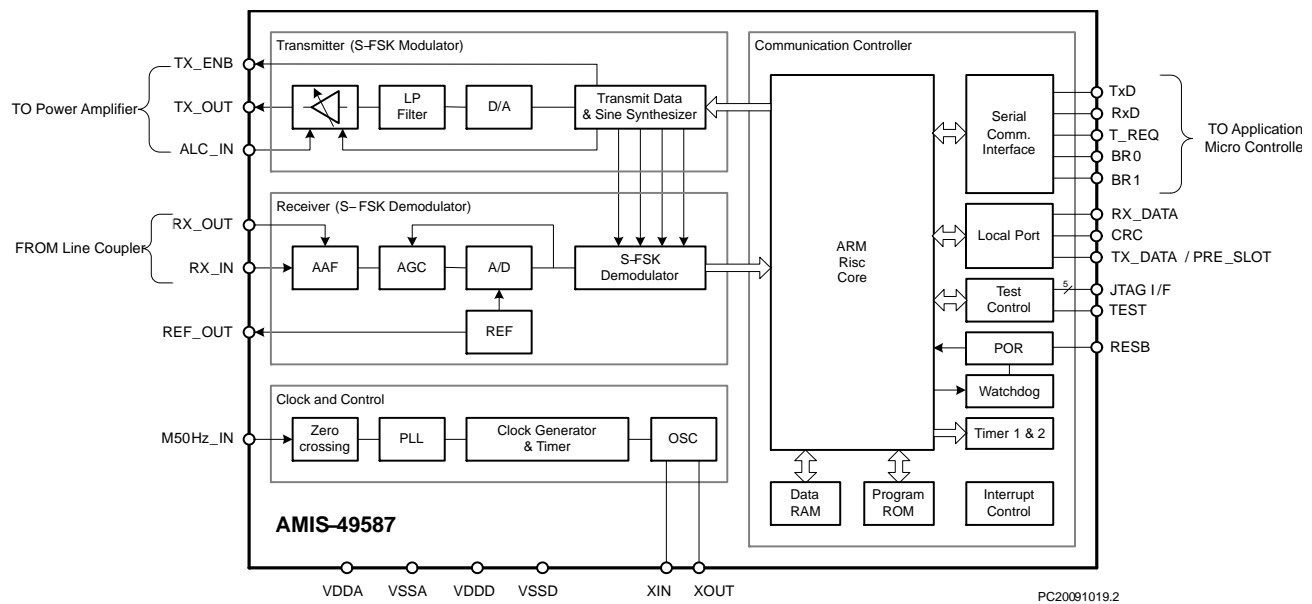 Transmitter (S-FSK Modulator)
Communication Controller
TO Power Amplifier
TX_ENB
TX_OUT
ALC_IN
LP
Filter
D/A
Transmit Data
& Sine Synthesizer
Receiver (S-FSK Demodulator)
FROM Line Coupler
RX_OUT
RX_IN
REF_OUT
AAF
AGC
A/D
S-FSK
Demodulator
REF
Clock and Control
M50Hz_IN
Zero
crossing
PLL
Clock Generator
& Timer
OSC
ARM
Risc
Core
Serial
Comm.
Interface
TxD
RxD
T_REQ
BR0
BR1
TO Application
Micro Controlle
Local Port
RX_DATA
CRC
TX_DATA / PRE_SLOT
Test
Control
5
JTAG I/F
TEST
POR
RESB
Watchdog
Timer 1 & 2
Data
RAM
Program
ROM
Interrupt
Control
AMIS-49587
VDDA
VSSA
VDDD
VSSD
XIN
XOUT
PC20091019.2